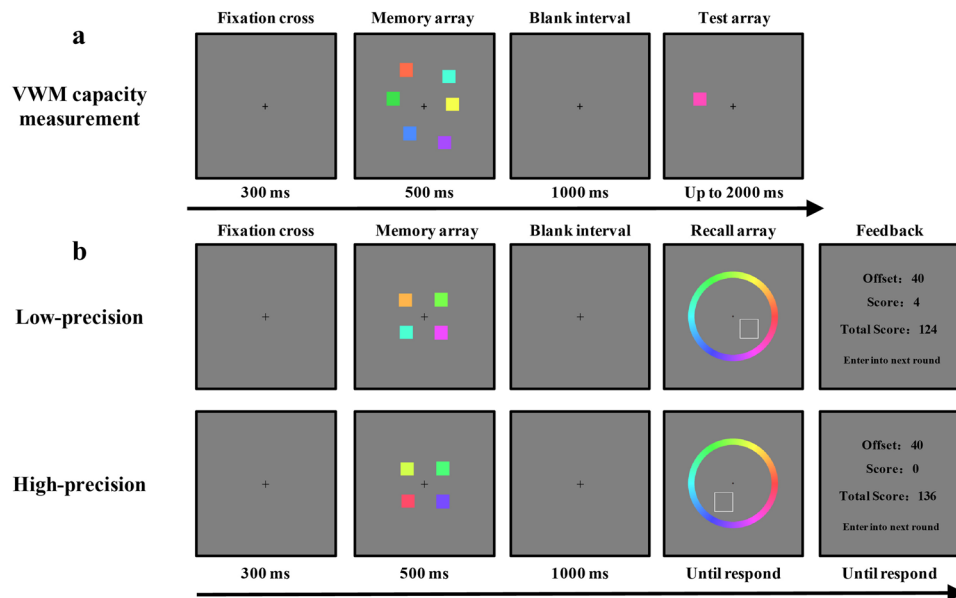 Fixation cross Memory array Blank interval Test array
a
VWM capacity
measurement
300 ms 500 ms 1000 ms Up to 2000 ms
Fixation cross Memory array Blank interval Recall array Feedback
b
Low-precision
Offset：40
Score：4
Total Score：124
Enter into next round
High-precision
Offset：40
Score：0
Total Score：136
Enter into next round
300 ms 500 ms 1000 ms Until respond Until respond